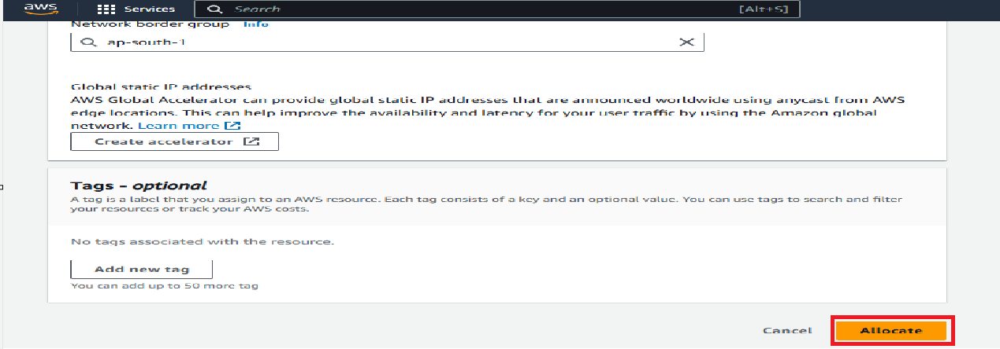 aws Services Search [Alt+S]
Network border group Info
ap-south-1
Global static IP addresses
AWS Global Accelerator can provide global static IP addresses that are announced worldwide using anycast from AWS
edge locations. This can help improve the availability and latency for your user traffic by using the Amazon global
network. Learn more
Create accelerator
Tags - optional
A tag is a label that you assign to an AWS resource. Each tag consists of a key and an optional value. You can use tags to search and filter
your resources or track your AWS costs.
No tags associated with the resource.
Add new tag
You can add up to 50 more tag
Cancel Allocate